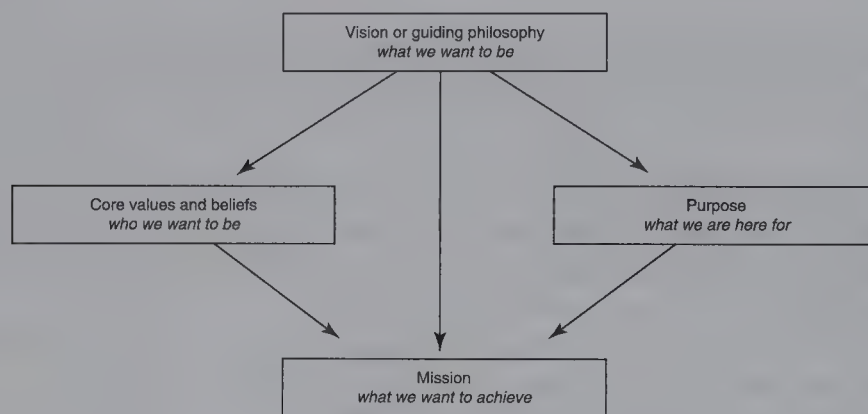 Vision or guiding philosophy
what we want to be
Core values and beliefs
who we want to be
Purpose
what we are here for
Mission
what we want to achieve